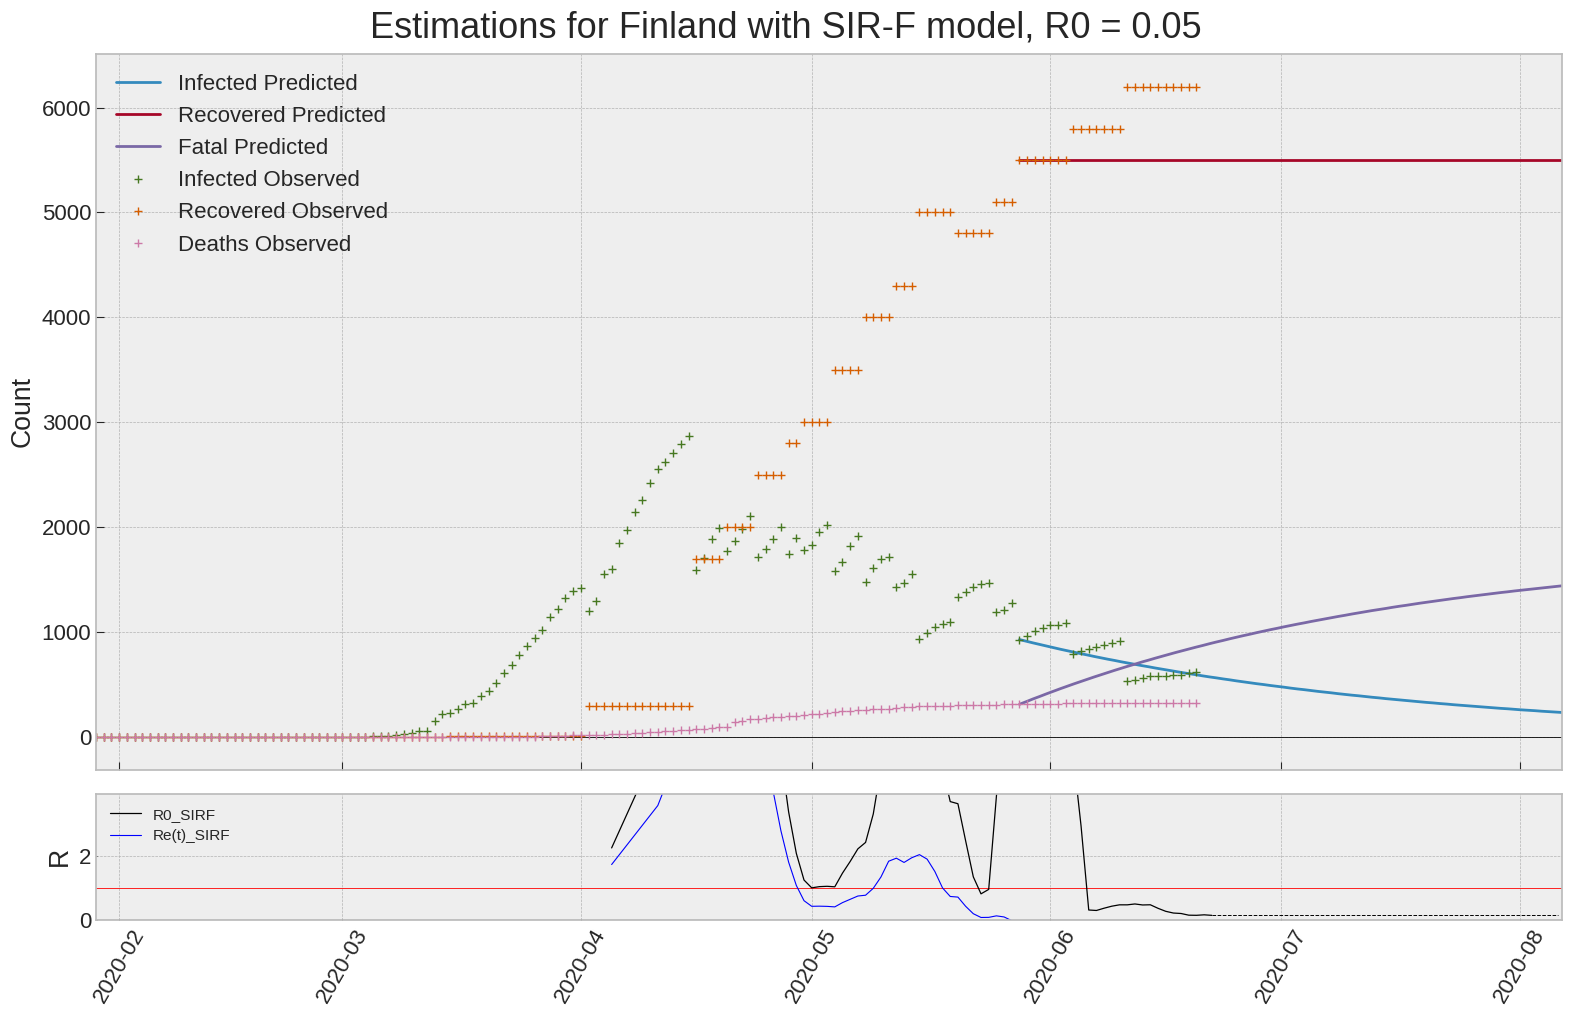 Estimations for Finland with SIR-F model, R0 = 0.05
Infected Predicted
Recovered Predicted
Fatal Predicted
Infected Observed
Recovered Observed
Deaths Observed
6000
5000
4000
3000
2000
1000
0
Count
R0_SIRF
Re(t)_SIRF
2
0
R
2020-02
2020-03
2020-04
2020-05
2020-06
2020-07
2020-08